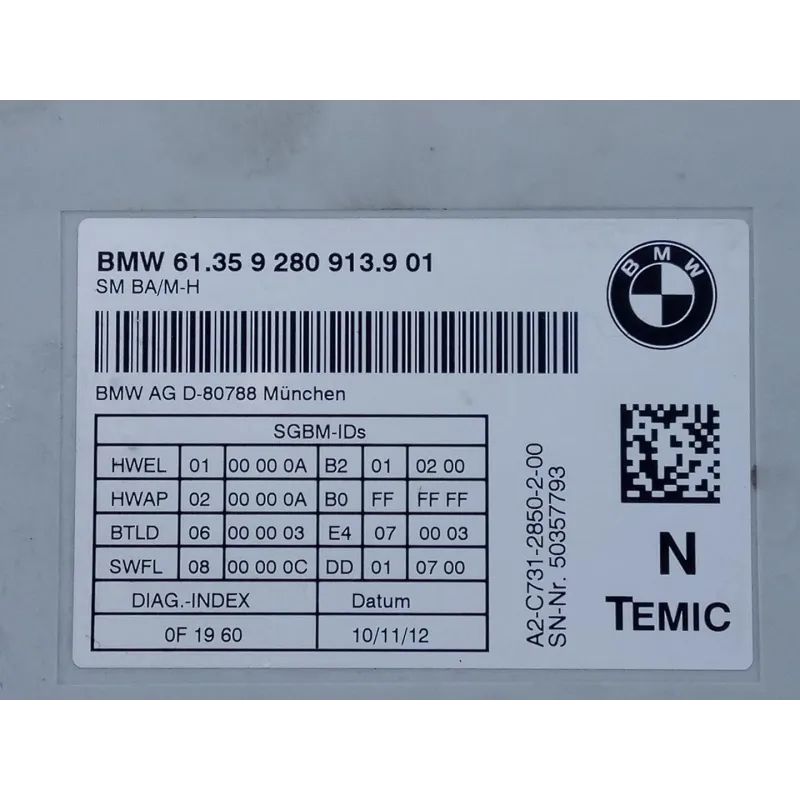 BMW 61.35 9 280 913.9 01
SM BA/M-H
BMW
BMW AG D-80788 München
SGBM-IDs
HWEL 01 00 00 0A B2 01 02 00
HWAP 02 00 00 0A B0 FF FF FF
BTLD 06 00 00 03 E4 07 00 03
SWFL 08 00 00 0C DD 01 07 00
DIAG.-INDEX Datum
0F 19 60 10/11/12
A2-C731-2850-2-00
SN-Nr. 50357793
N
TEMIC